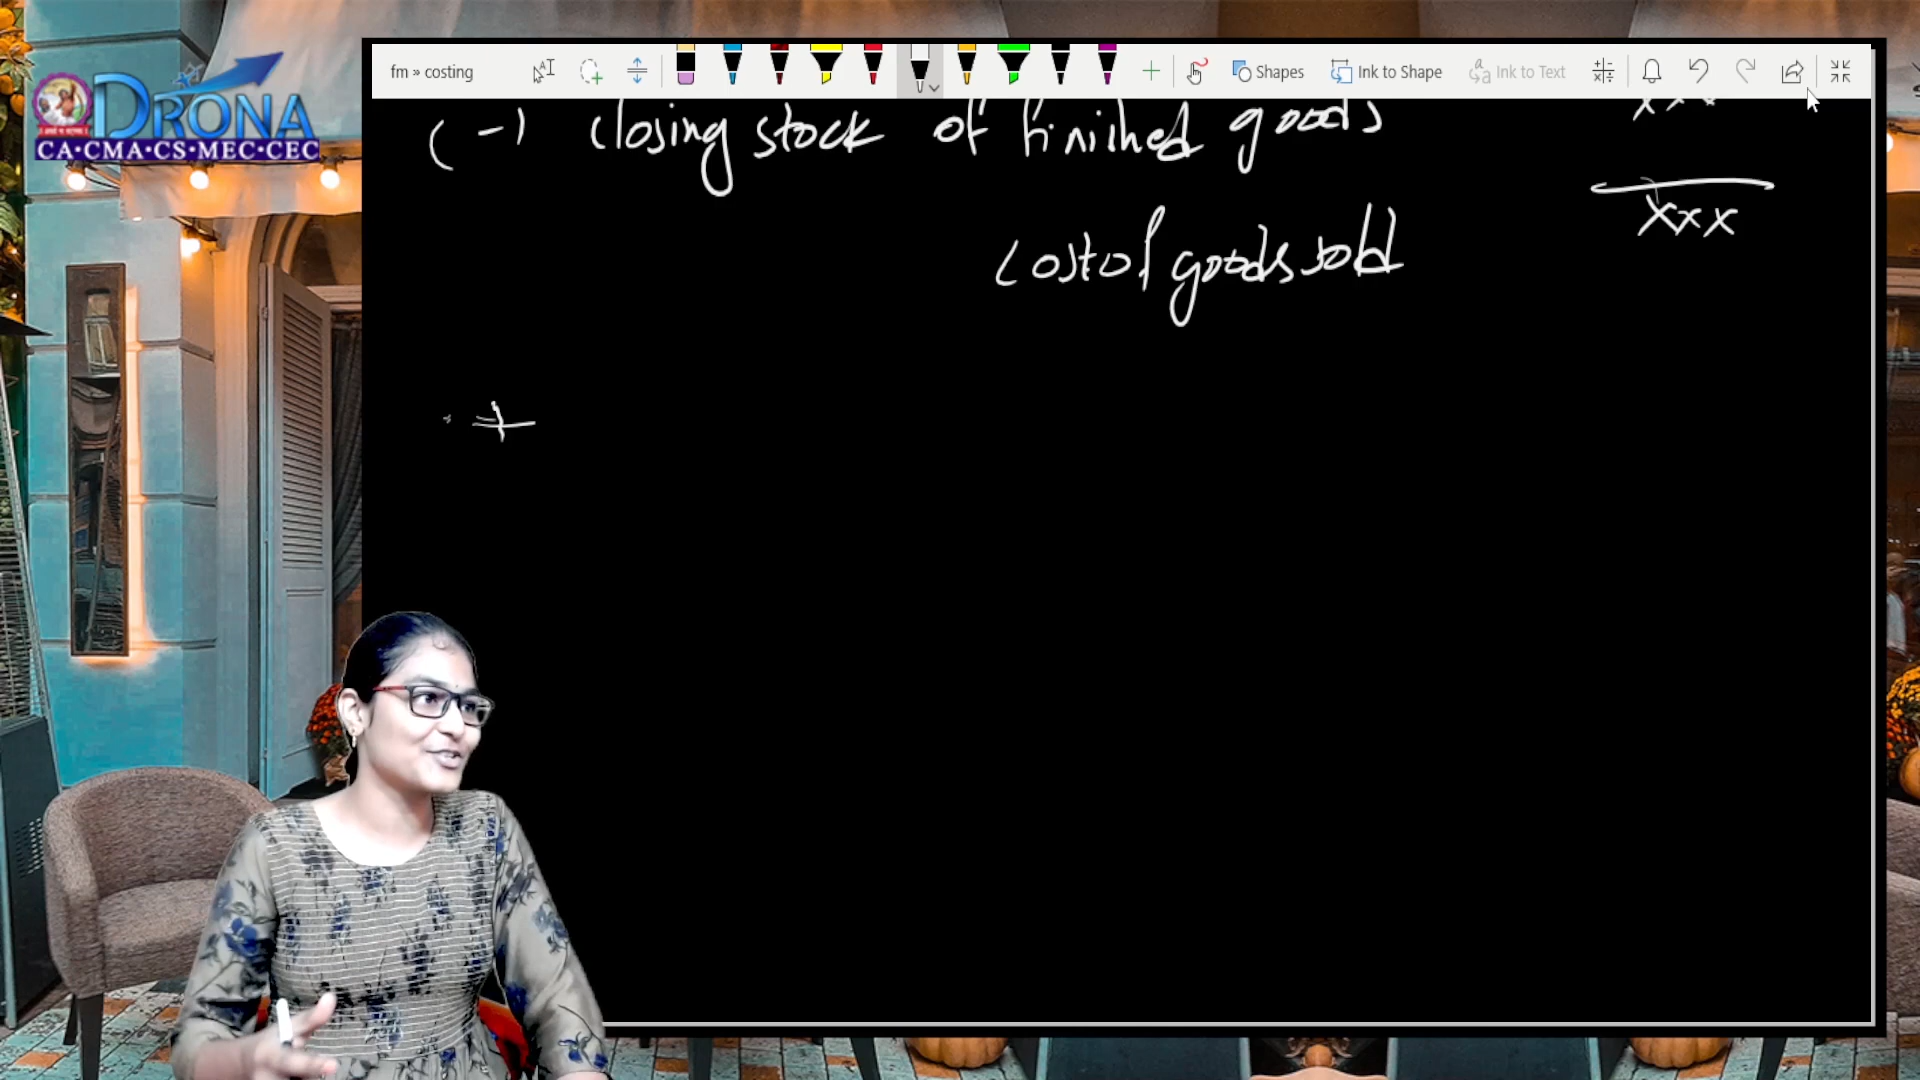 DRONA
CA•CMA•CS•MEC•CEC
fm » costing
Shapes
Ink to Shape
Ink to Text
(-) closing stock of finished goods
xxx
xxx
cost of goods sold
+